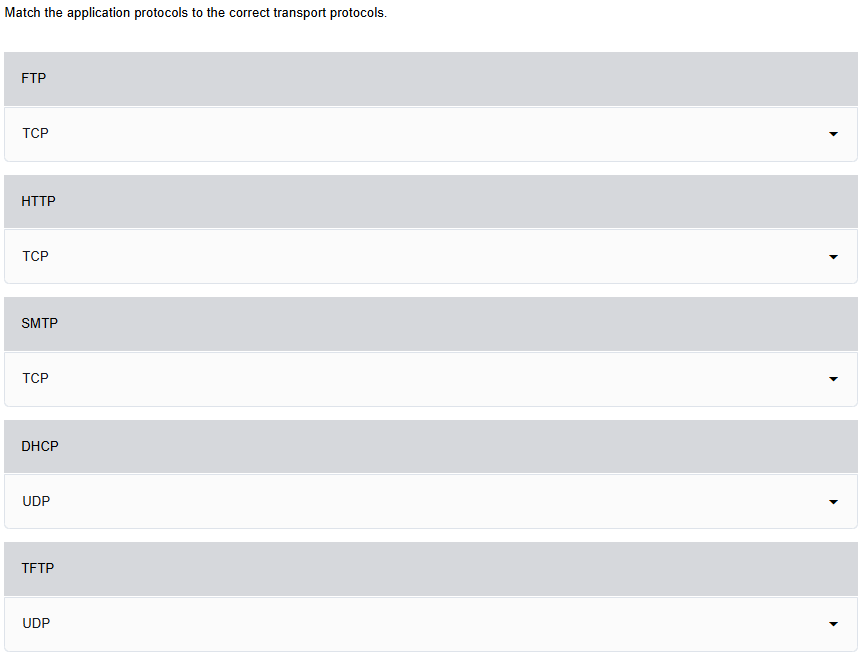 Match the application protocols to the correct transport protocols.
FTP
TCP
HTTP
TCP
SMTP
TCP
DHCP
UDP
TFTP
UDP